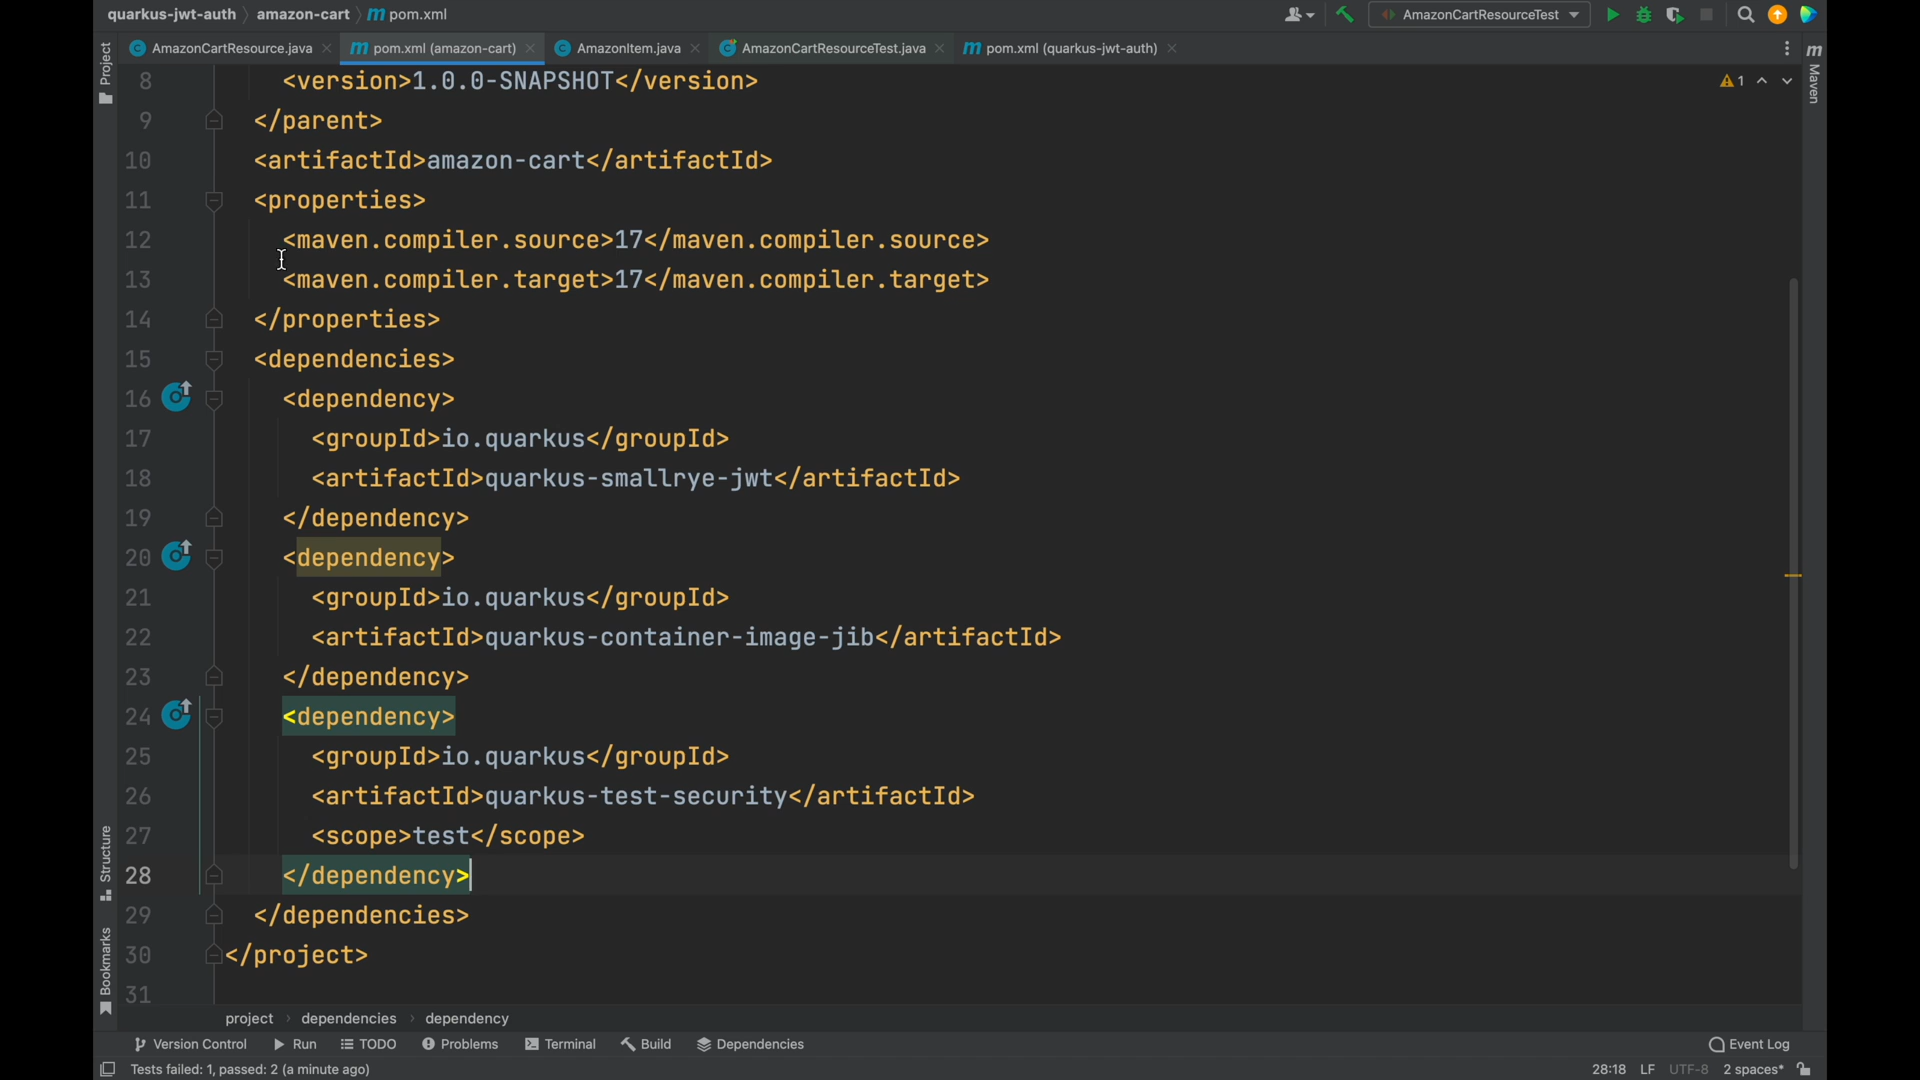 quarkus-jwt-auth amazon-cart m pom.xml AmazonCartResourceTest
AmazonCartResource.java m pom.xml (amazon-cart) AmazonItem.java AmazonCartResourceTest.java m pom.xml (quarkus-jwt-auth)
Project
Maven
Structure
Bookmarks
1
8 <version>1.0.0-SNAPSHOT</version>
9 </parent>
10 <artifactId>amazon-cart</artifactId>
11 <properties>
12 <maven.compiler.source>17</maven.compiler.source>
13 <maven.compiler.target>17</maven.compiler.target>
14 </properties>
15 <dependencies>
16 <dependency>
17 <groupId>io.quarkus</groupId>
18 <artifactId>quarkus-smallrye-jwt</artifactId>
19 </dependency>
20 <dependency>
21 <groupId>io.quarkus</groupId>
22 <artifactId>quarkus-container-image-jib</artifactId>
23 </dependency>
24 <dependency>
25 <groupId>io.quarkus</groupId>
26 <artifactId>quarkus-test-security</artifactId>
27 <scope>test</scope>
28 </dependency>
29 </dependencies>
30 </project>
31
project dependencies dependency
Version Control Run TODO Problems Terminal Build Dependencies Event Log
Tests failed: 1, passed: 2 (a minute ago) 28:18 LF UTF-8 2 spaces*